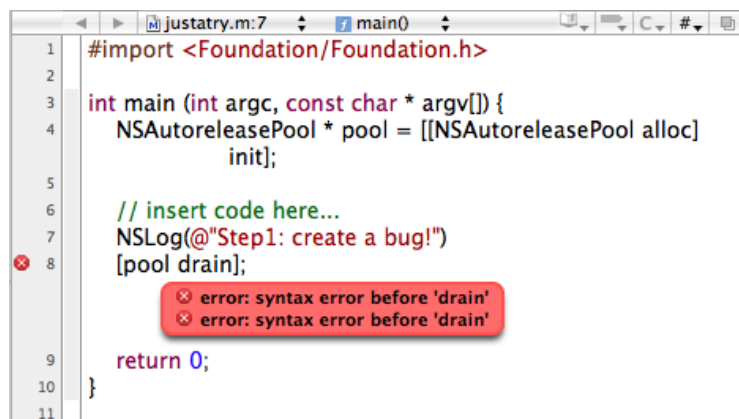 justatry.m:7 main() C #
1 #import <Foundation/Foundation.h>
2
3 int main (int argc, const char * argv[]) {
4 NSAutoreleasePool * pool = [[NSAutoreleasePool alloc]
init];
5
6 // insert code here...
7 NSLog(@"Step1: create a bug!")
8 [pool drain];
error: syntax error before 'drain'
error: syntax error before 'drain'
9 return 0;
10 }
11